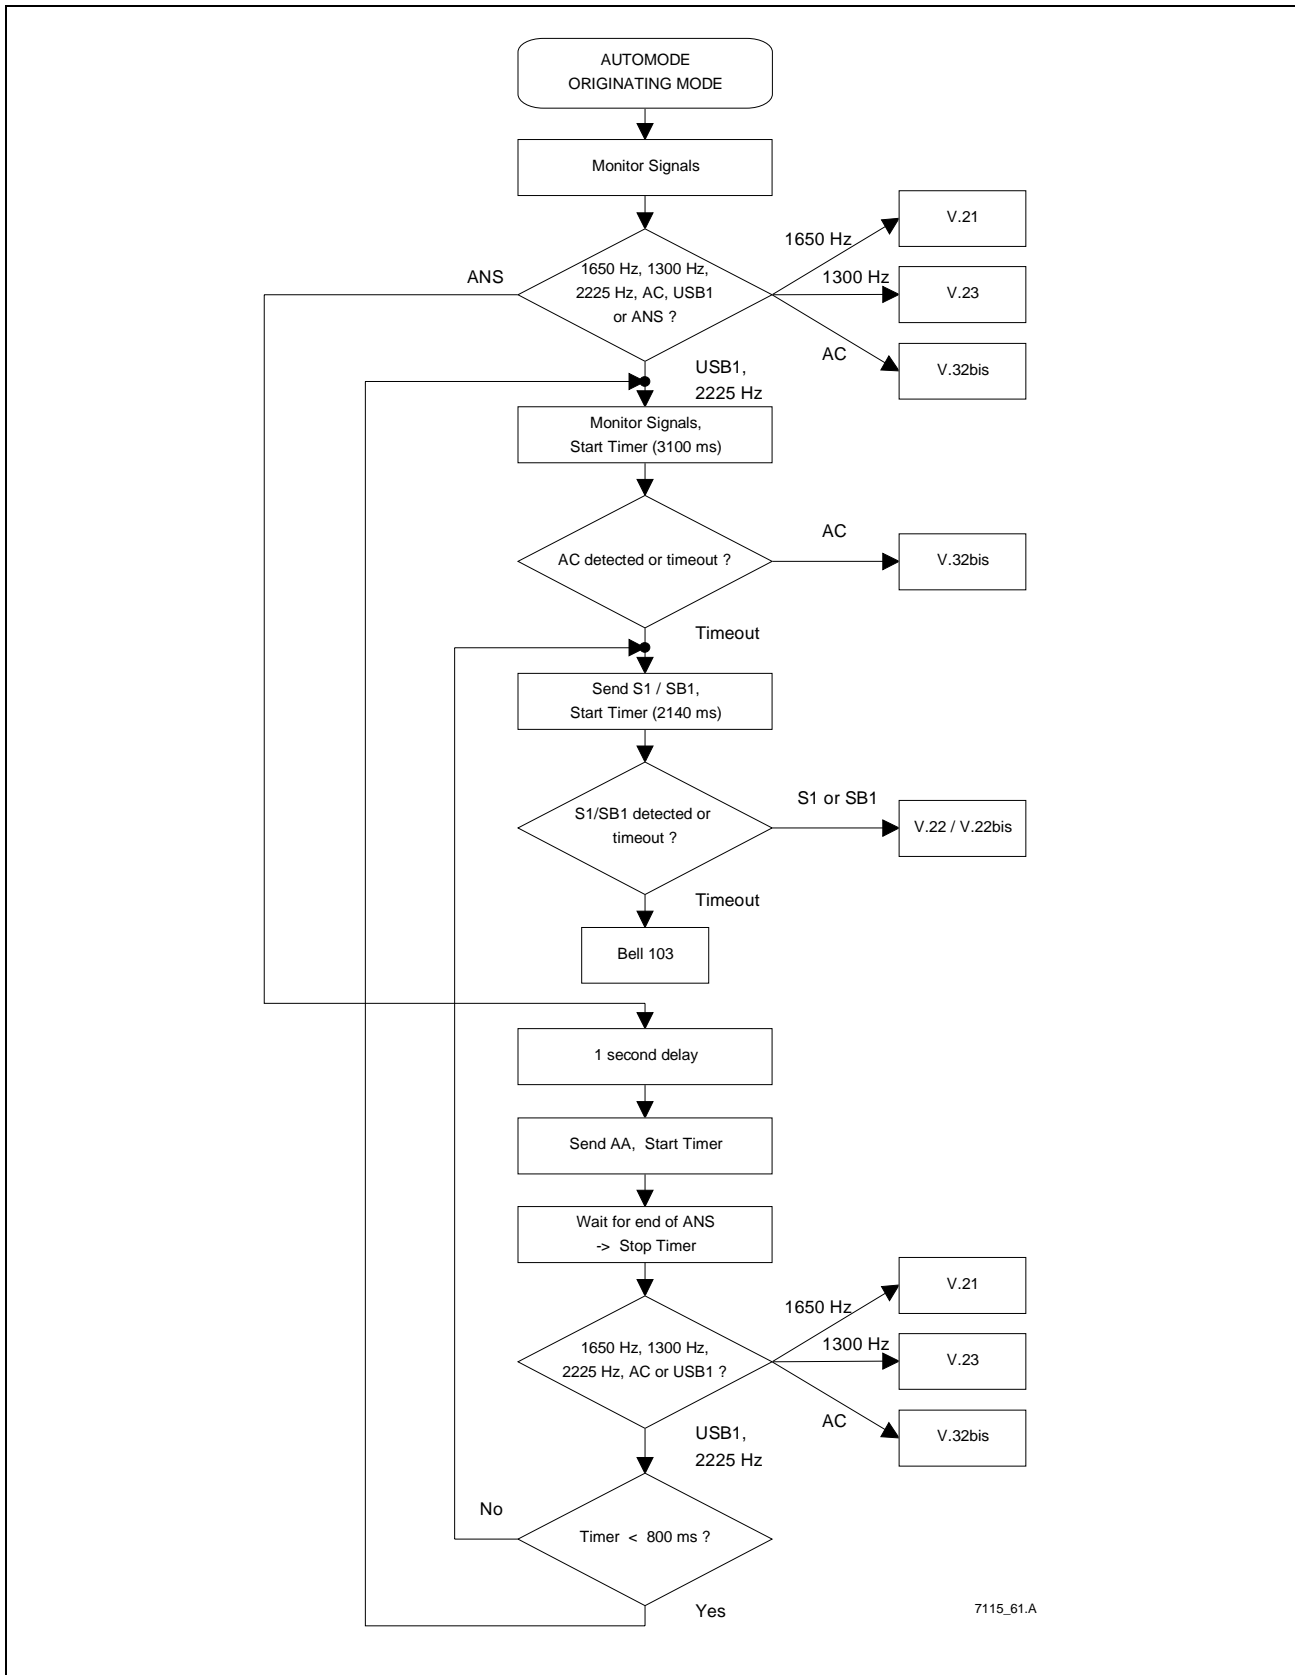 AUTOMODE
ORIGINATING MODE
Monitor Signals
1650 Hz, 1300 Hz,
2225 Hz, AC, USB1
or ANS ?
ANS
1650 Hz
V.21
1300 Hz
V.23
AC
V.32bis
USB1,
2225 Hz
Monitor Signals,
Start Timer (3100 ms)
AC detected or timeout ?
AC
V.32bis
Timeout
Send S1 / SB1,
Start Timer (2140 ms)
S1/SB1 detected or
timeout ?
S1 or SB1
V.22 / V.22bis
Timeout
Bell 103
1 second delay
Send AA, Start Timer
Wait for end of ANS
-> Stop Timer
1650 Hz, 1300 Hz,
2225 Hz, AC or USB1 ?
1650 Hz
V.21
1300 Hz
V.23
AC
V.32bis
USB1,
2225 Hz
No
Timer < 800 ms ?
Yes
7115_61.A